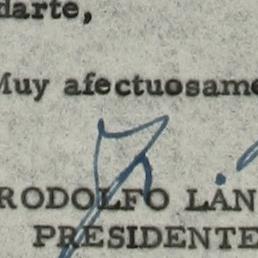 darte,
Muy afectuosame
RODOLFO LAN
PRESIDENTE